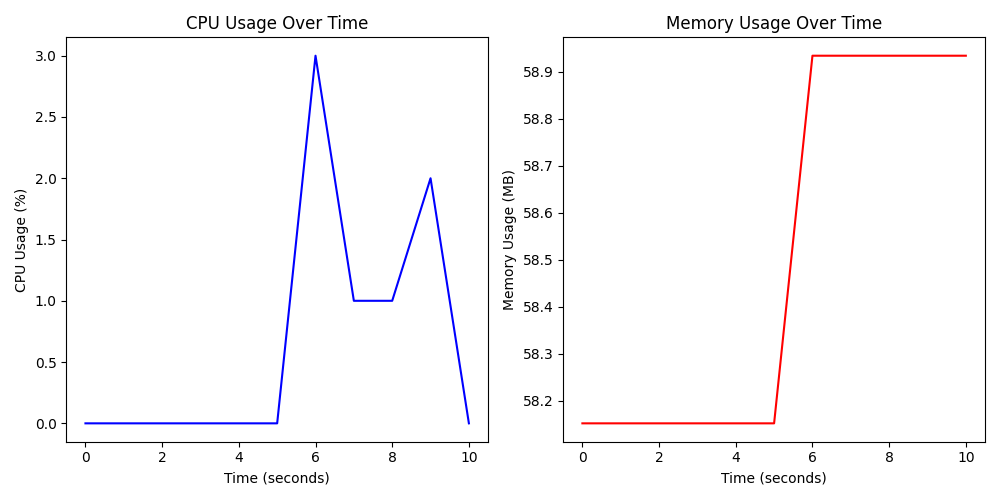 CPU Usage Over Time
CPU Usage (%)
3.0
2.5
2.0
1.5
1.0
0.5
0.0
0 2 4 6 8 10
Time (seconds)
Memory Usage Over Time
Memory Usage (MB)
58.9
58.8
58.7
58.6
58.5
58.4
58.3
58.2
0 2 4 6 8 10
Time (seconds)